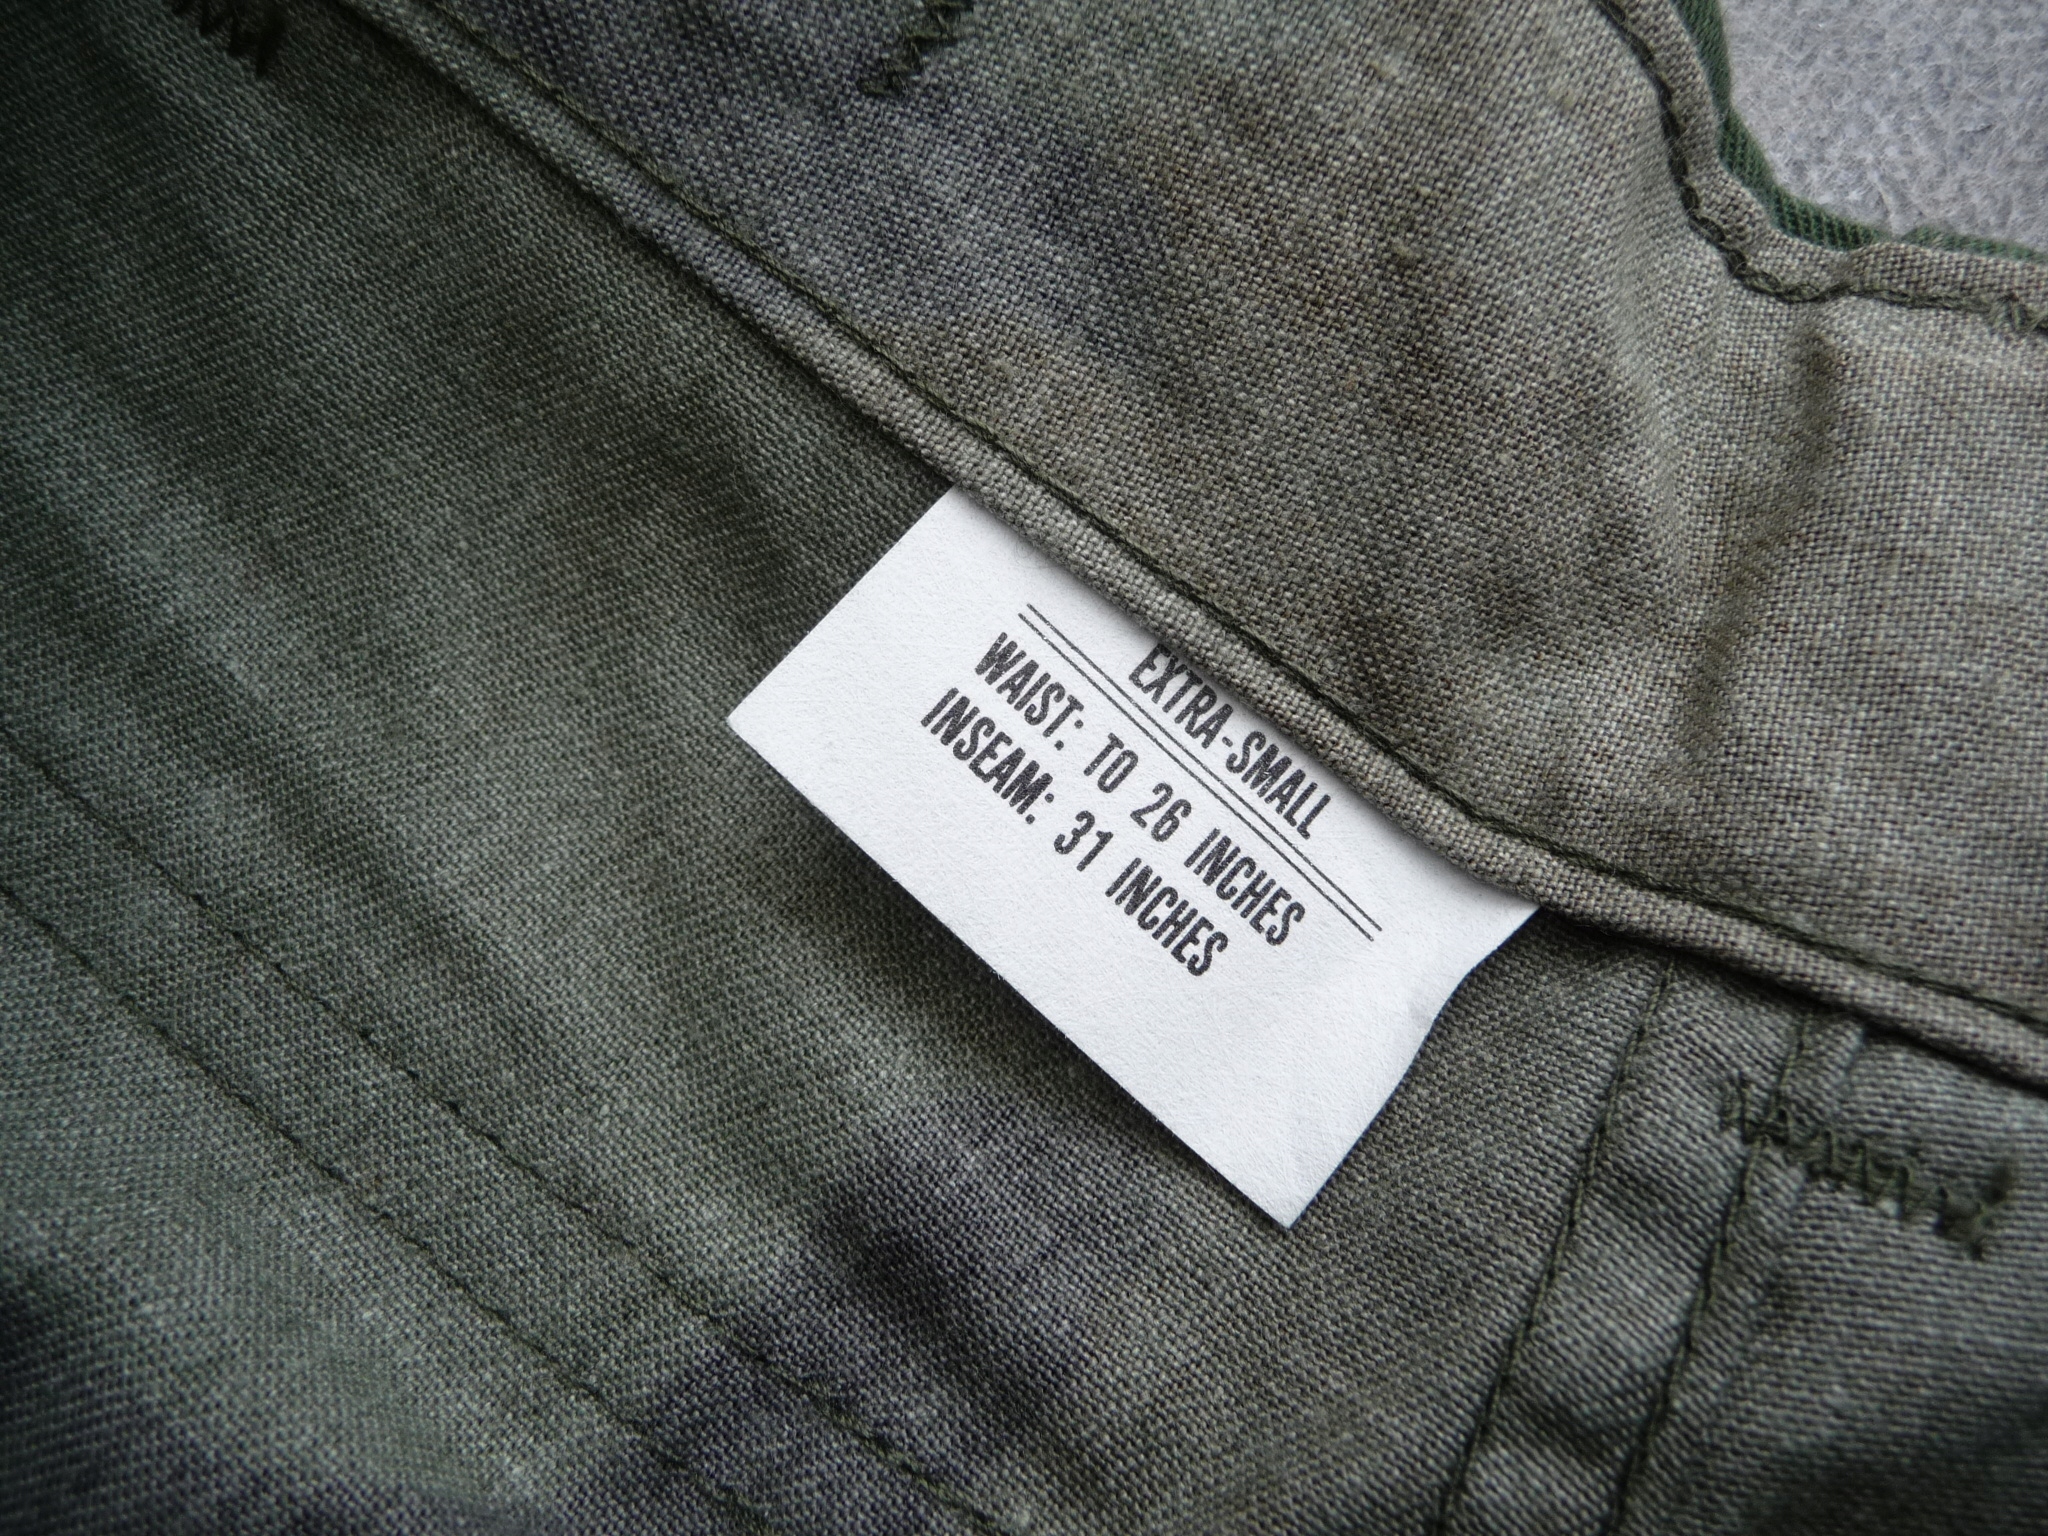 EXTRA-SMALL
WAIST: TO 26 INCHES
INSEAM: 31 INCHES